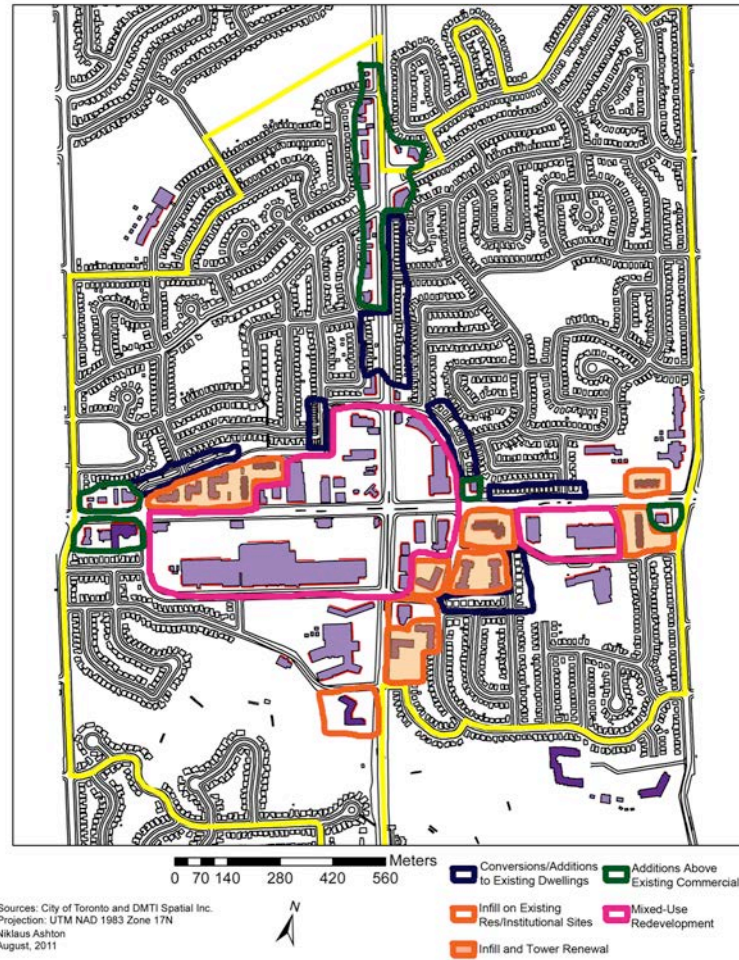 Meters
0 70 140 280 420 560
Sources: City of Toronto and DMTI Spatial Inc.
Projection: UTM NAD 1983 Zone 17N
Niklaus Ashton
August, 2011
N
Conversions/Additions
to Existing Dwellings
Additions Above
Existing Commercial
Infill on Existing
Res/Institutional Sites
Mixed-Use
Redevelopment
Infill and Tower Renewal